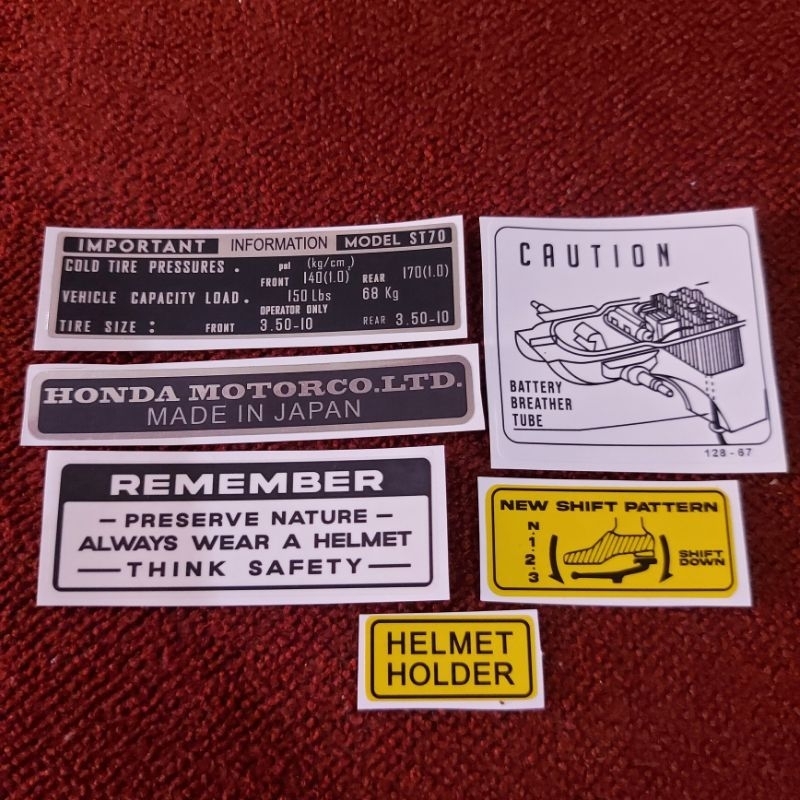 IMPORTANT INFORMATION MODEL ST70
COLD TIRE PRESSURES . psi (kg/cm )
FRONT 140(1.0) REAR 170(1.0)
VEHICLE CAPACITY LOAD . 150 Lbs 68 Kg
OPERATOR ONLY
TIRE SIZE : FRONT 3.50-10 REAR 3.50-10
HONDA MOTORCO.LTD.
MADE IN JAPAN
REMEMBER
— PRESERVE NATURE —
ALWAYS WEAR A HELMET
— THINK SAFETY —
CAUTION
BATTERY
BREATHER
TUBE
128-67
NEW SHIFT PATTERN
N
·1
·2
·3
SHIFT
DOWN
HELMET
HOLDER